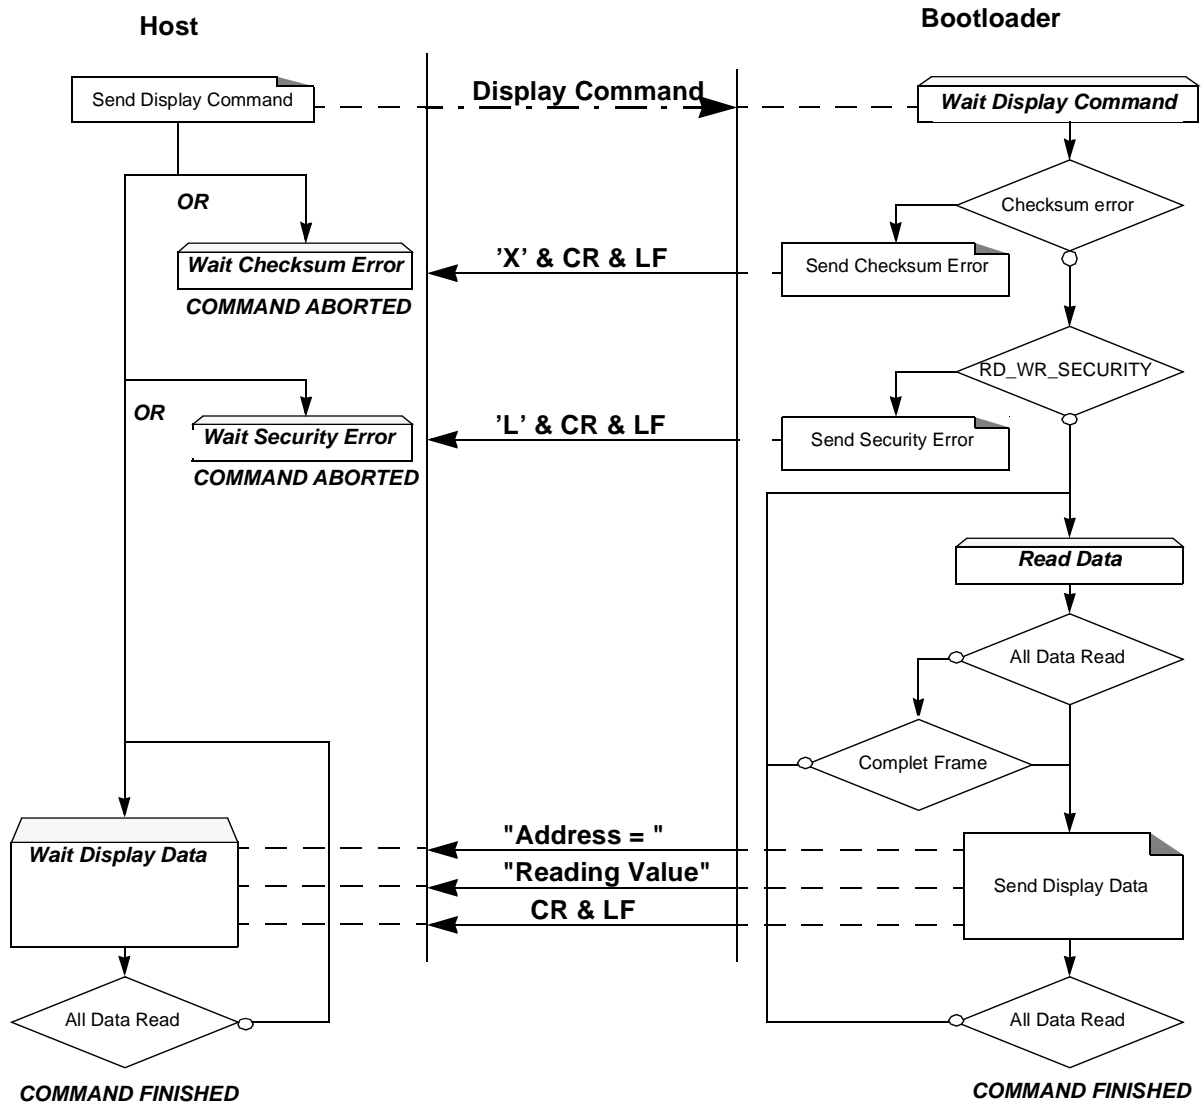 Host
Bootloader
Send Display Command
Display Command
Wait Display Command
OR
Checksum error
Wait Checksum Error
'X' & CR & LF
Send Checksum Error
COMMAND ABORTED
RD_WR_SECURITY
OR
Wait Security Error
'L' & CR & LF
Send Security Error
COMMAND ABORTED
Read Data
All Data Read
Complet Frame
Wait Display Data
"Address = "
"Reading Value"
CR & LF
Send Display Data
All Data Read
All Data Read
COMMAND FINISHED
COMMAND FINISHED